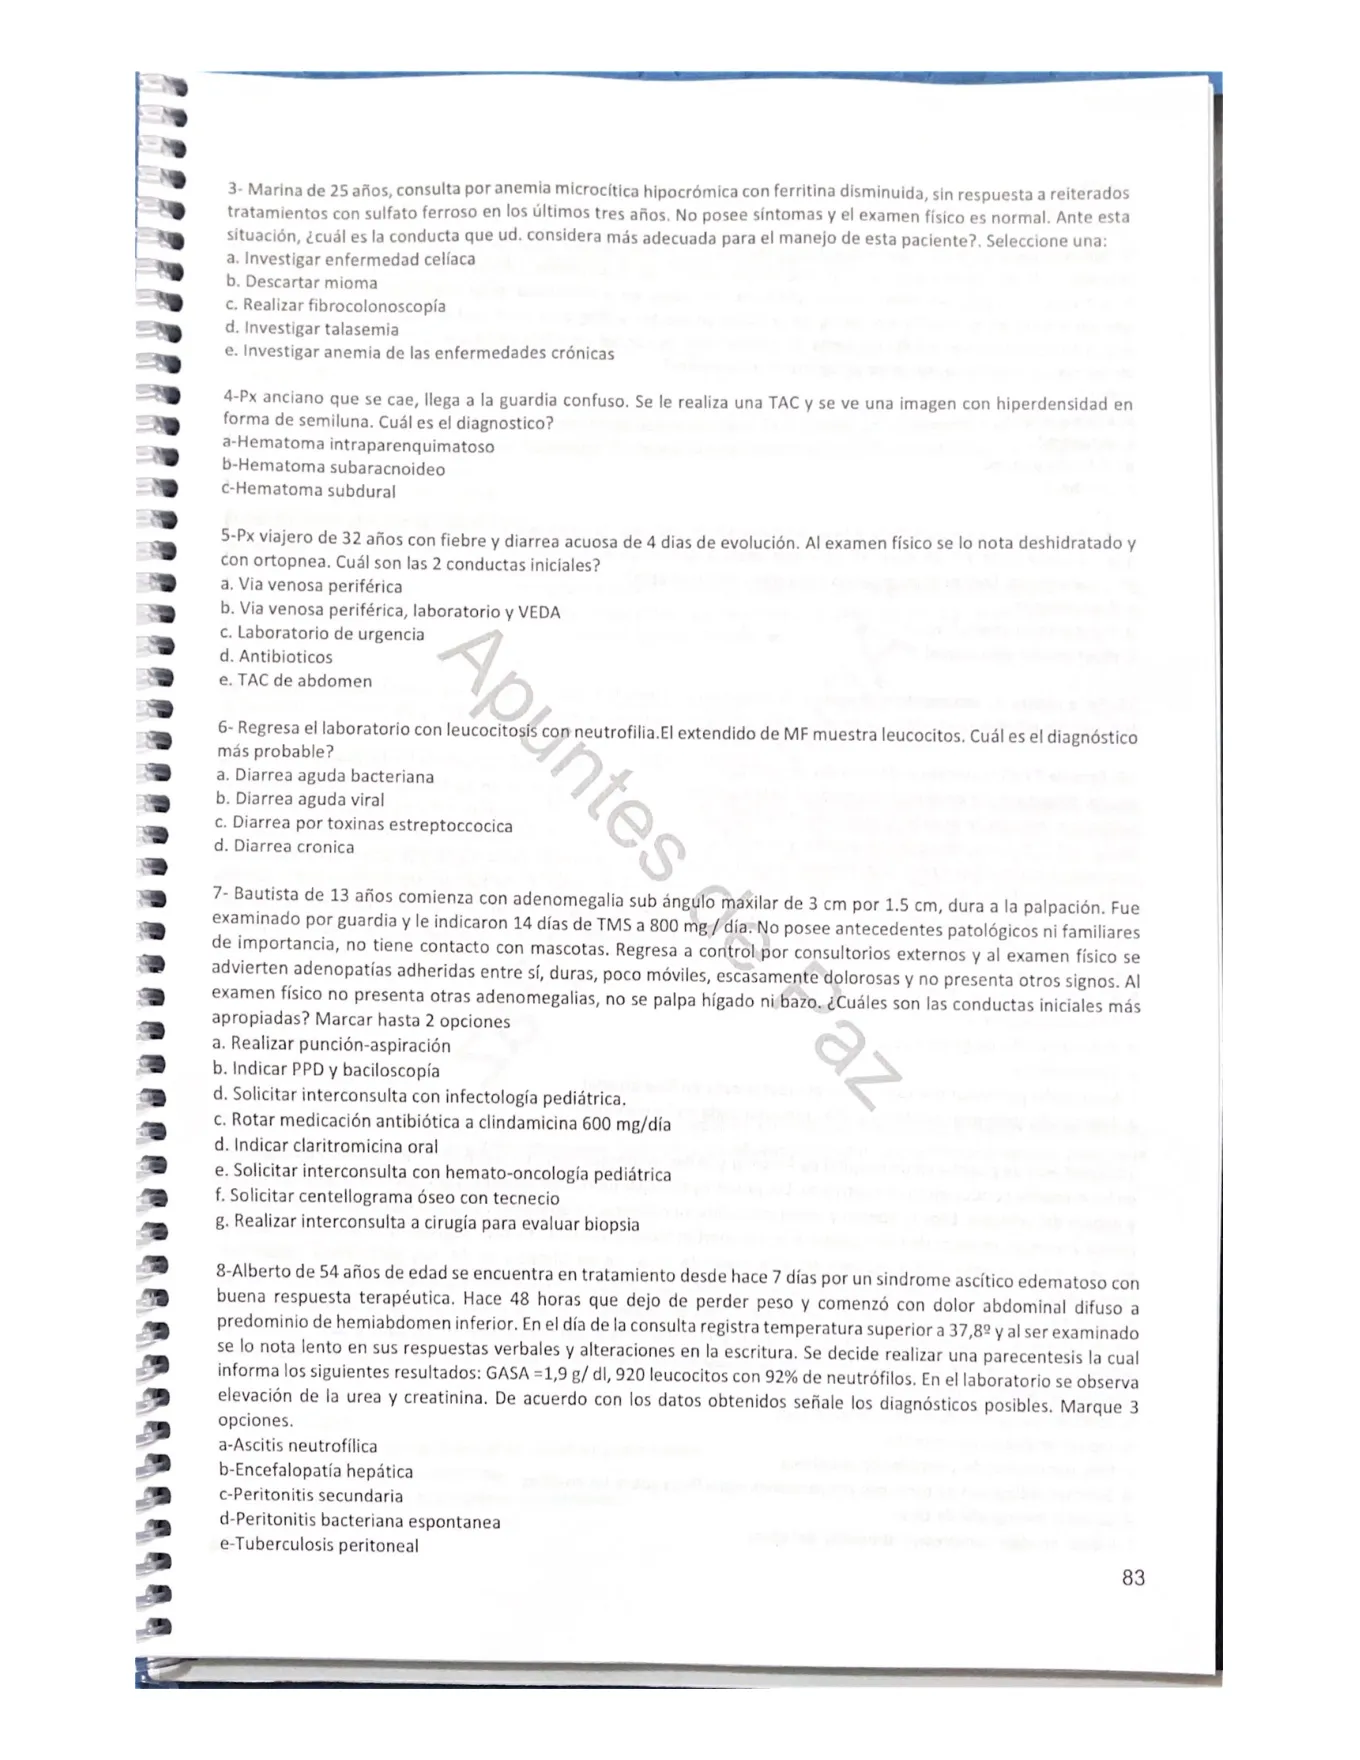 3- Marina de 25 años, consulta por anemia microcítica hipocrómica con ferritina disminuida, sin respuesta a reiterados
tratamientos con sulfato ferroso en los últimos tres años. No posee síntomas y el examen físico es normal. Ante esta
situación, ¿cuál es la conducta que ud. considera más adecuada para el manejo de esta paciente?. Seleccione una:
a. Investigar enfermedad celíaca
b. Descartar mioma
c. Realizar fibrocolonoscopía
d. Investigar talasemia
e. Investigar anemia de las enfermedades crónicas
4-Px anciano que se cae, llega a la guardia confuso. Se le realiza una TAC y se ve una imagen con hiperdensidad en
forma de semiluna. Cuál es el diagnostico?
a-Hematoma intraparenquimatoso
b-Hematoma subaracnoideo
c-Hematoma subdural
5-Px viajero de 32 años con fiebre y diarrea acuosa de 4 dias de evolución. Al examen físico se lo nota deshidratado y
con ortopnea. Cuál son las 2 conductas iniciales?
a. Via venosa periférica
b. Via venosa periférica, laboratorio y VEDA
c. Laboratorio de urgencia
d. Antibioticos
e. TAC de abdomen
6- Regresa el laboratorio con leucocitosis con neutrofilia.El extendido de MF muestra leucocitos. Cuál es el diagnóstico
más probable?
a. Diarrea aguda bacteriana
b. Diarrea aguda viral
c. Diarrea por toxinas estreptoccocica
d. Diarrea cronica
7- Bautista de 13 años comienza con adenomegalia sub ángulo maxilar de 3 cm por 1.5 cm, dura a la palpación. Fue
examinado por guardia y le indicaron 14 días de TMS a 800 mg / día. No posee antecedentes patológicos ni familiares
de importancia, no tiene contacto con mascotas. Regresa a control por consultorios externos y al examen físico se
advierten adenopatías adheridas entre sí, duras, poco móviles, escasamente dolorosas y no presenta otros signos. Al
examen físico no presenta otras adenomegalias, no se palpa hígado ni bazo. ¿Cuáles son las conductas iniciales más
apropiadas? Marcar hasta 2 opciones
a. Realizar punción-aspiración
b. Indicar PPD y baciloscopía
d. Solicitar interconsulta con infectología pediátrica.
c. Rotar medicación antibiótica a clindamicina 600 mg/día
d. Indicar claritromicina oral
e. Solicitar interconsulta con hemato-oncología pediátrica
f. Solicitar centellograma óseo con tecnecio
g. Realizar interconsulta a cirugía para evaluar biopsia
8-Alberto de 54 años de edad se encuentra en tratamiento desde hace 7 días por un sindrome ascítico edematoso con
buena respuesta terapéutica. Hace 48 horas que dejo de perder peso y comenzó con dolor abdominal difuso a
predominio de hemiabdomen inferior. En el día de la consulta registra temperatura superior a 37,8º y al ser examinado
se lo nota lento en sus respuestas verbales y alteraciones en la escritura. Se decide realizar una parecentesis la cual
informa los siguientes resultados: GASA =1,9 g/ dl, 920 leucocitos con 92% de neutrófilos. En el laboratorio se observa
elevación de la urea y creatinina. De acuerdo con los datos obtenidos señale los diagnósticos posibles. Marque 3
opciones.
a-Ascitis neutrofílica
b-Encefalopatía hepática
c-Peritonitis secundaria
d-Peritonitis bacteriana espontanea
e-Tuberculosis peritoneal
83
Apuntes de Paz